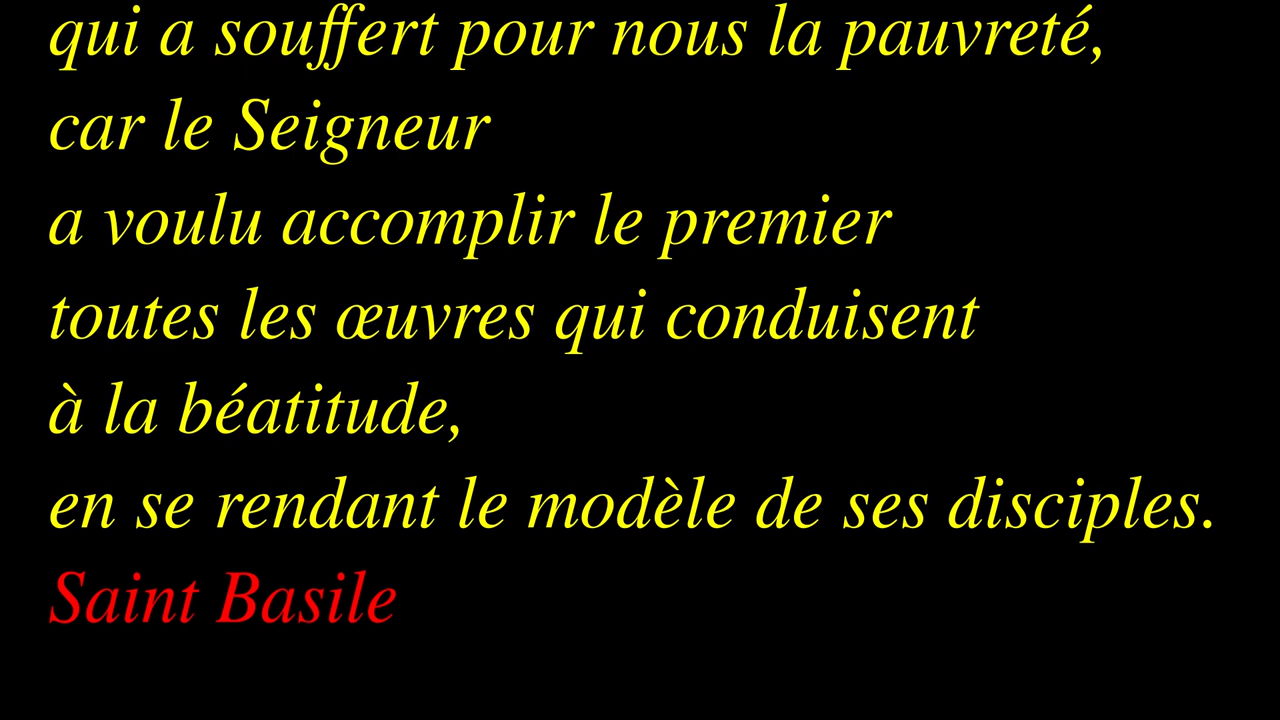 qui a souffert pour nous la pauvreté,
car le Seigneur
a voulu accomplir le premier
toutes les œuvres qui conduisent
à la béatitude,
en se rendant le modèle de ses disciples.
Saint Basile